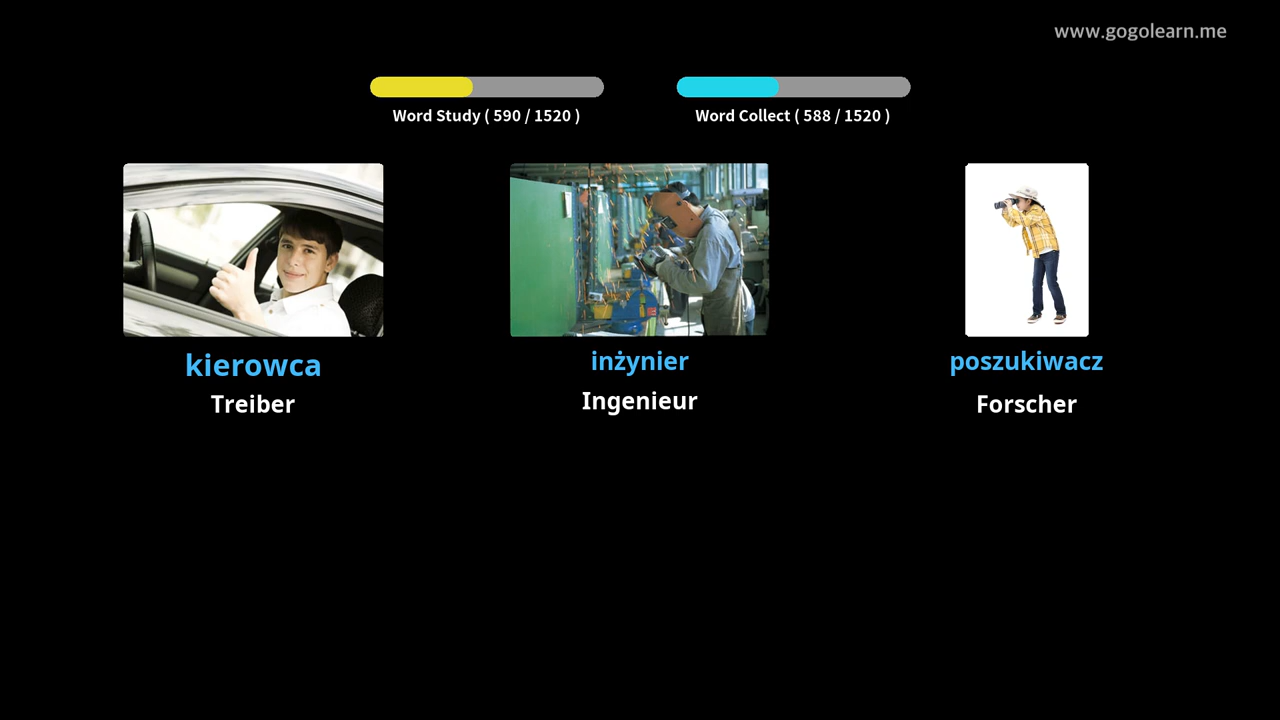 www.gogolearn.me
Word Study ( 590 / 1520 )
Word Collect ( 588 / 1520 )
kierowca
Treiber
inżynier
Ingenieur
poszukiwacz
Forscher